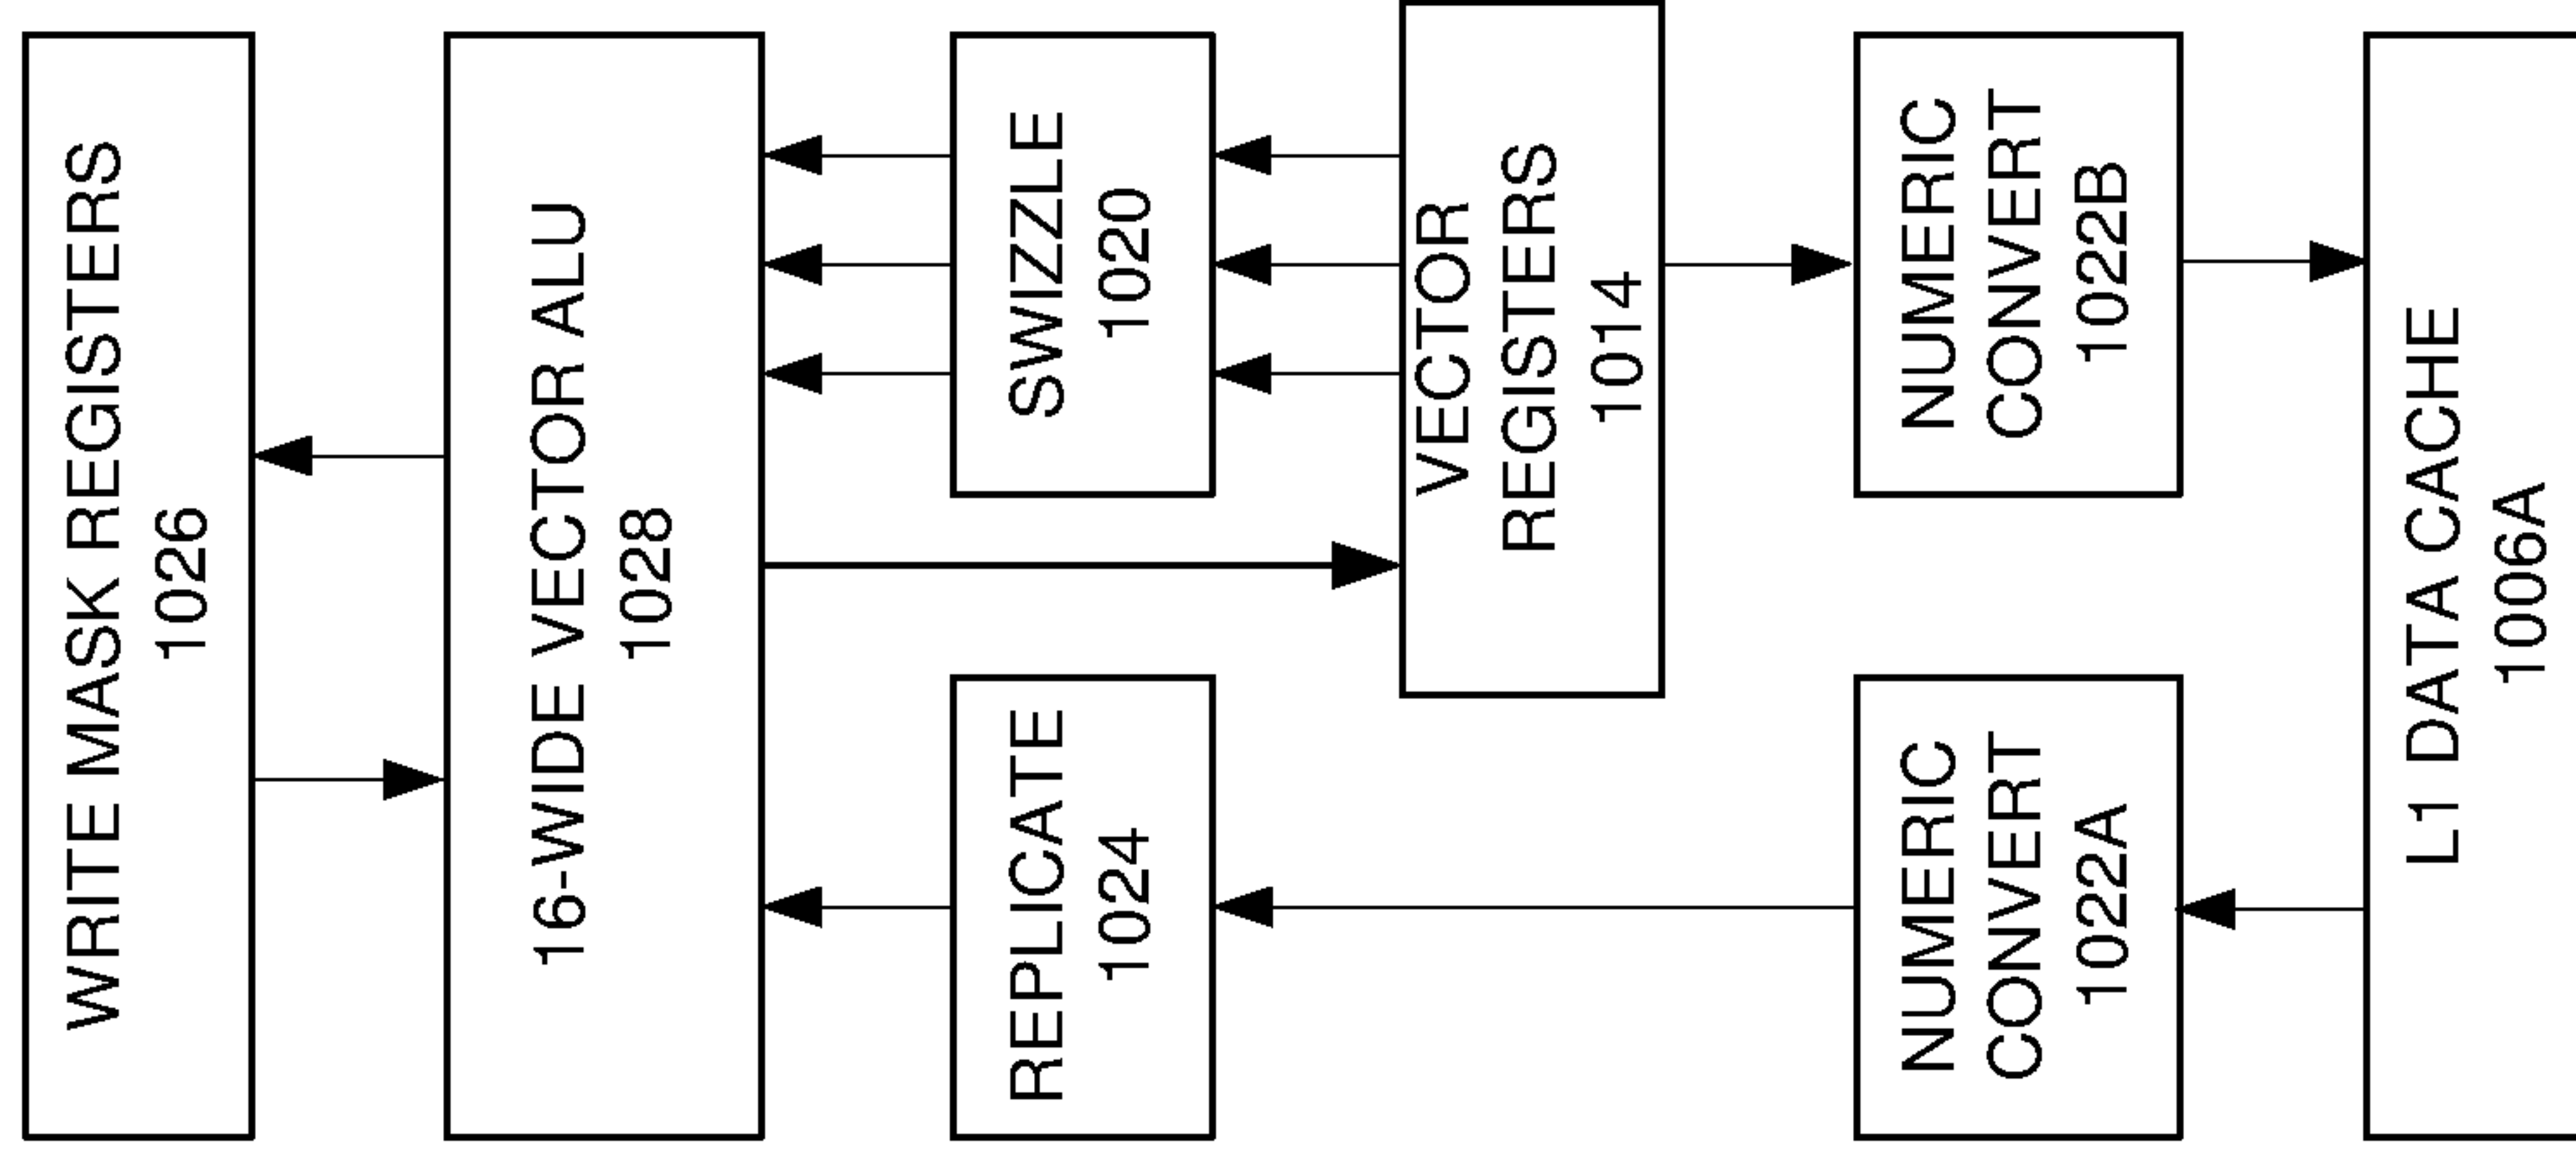 WRITE MASK REGISTERS
1026
16-WIDE VECTOR ALU
1028
REPLICATE
1024
SWIZZLE
1020
VECTOR
REGISTERS
1014
NUMERIC
CONVERT
1022A
NUMERIC
CONVERT
1022B
L1 DATA CACHE
1006A